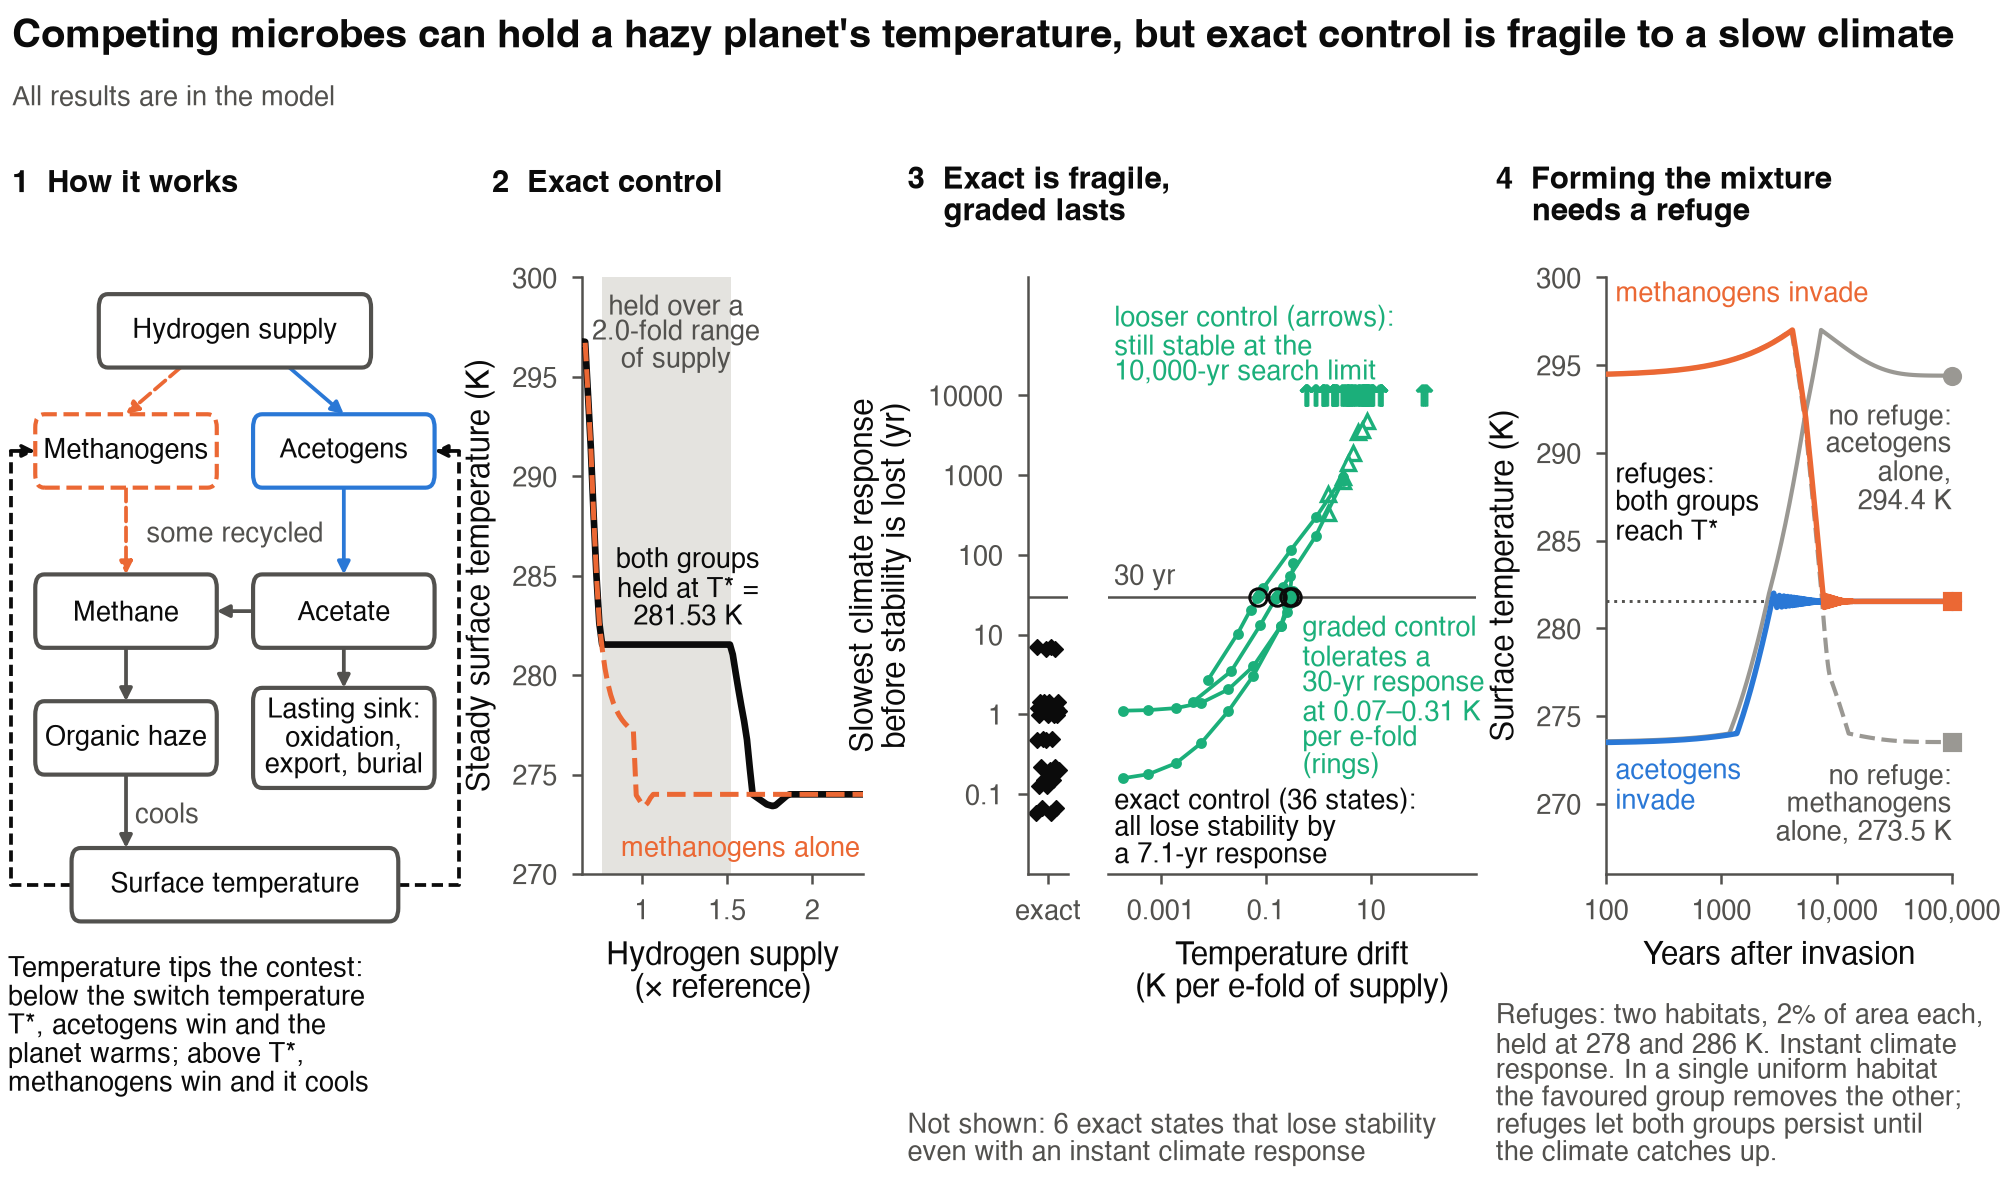 Competing microbes can hold a hazy planet's temperature, but exact control is fragile to a slow climate
All results are in the model
1 How it works
Hydrogen supply
Methanogens
Acetogens
some recycled
Methane
Acetate
Organic haze
Lasting sink:
oxidation,
export, burial
cools
Surface temperature
Temperature tips the contest:
below the switch temperature
T*, acetogens win and the
planet warms; above T*,
methanogens win and it cools
2 Exact control
Steady surface temperature (K)
300
295
290
285
280
275
270
held over a
2.0-fold range
of supply
both groups
held at T* =
281.53 K
methanogens alone
1
1.5
2
Hydrogen supply
(× reference)
3 Exact is fragile,
graded lasts
Slowest climate response
before stability is lost (yr)
10000
1000
100
10
1
0.1
looser control (arrows):
still stable at the
10,000-yr search limit
30 yr
graded control
tolerates a
30-yr response
at 0.07–0.31 K
per e-fold
(rings)
exact control (36 states):
all lose stability by
a 7.1-yr response
exact
0.001
0.1
10
Temperature drift
(K per e-fold of supply)
Not shown: 6 exact states that lose stability
even with an instant climate response
4 Forming the mixture
needs a refuge
Surface temperature (K)
300
295
290
285
280
275
270
methanogens invade
no refuge:
acetogens
alone,
294.4 K
refuges:
both groups
reach T*
acetogens
invade
no refuge:
methanogens
alone, 273.5 K
100
1000
10,000
100,000
Years after invasion
Refuges: two habitats, 2% of area each,
held at 278 and 286 K. Instant climate
response. In a single uniform habitat
the favoured group removes the other;
refuges let both groups persist until
the climate catches up.